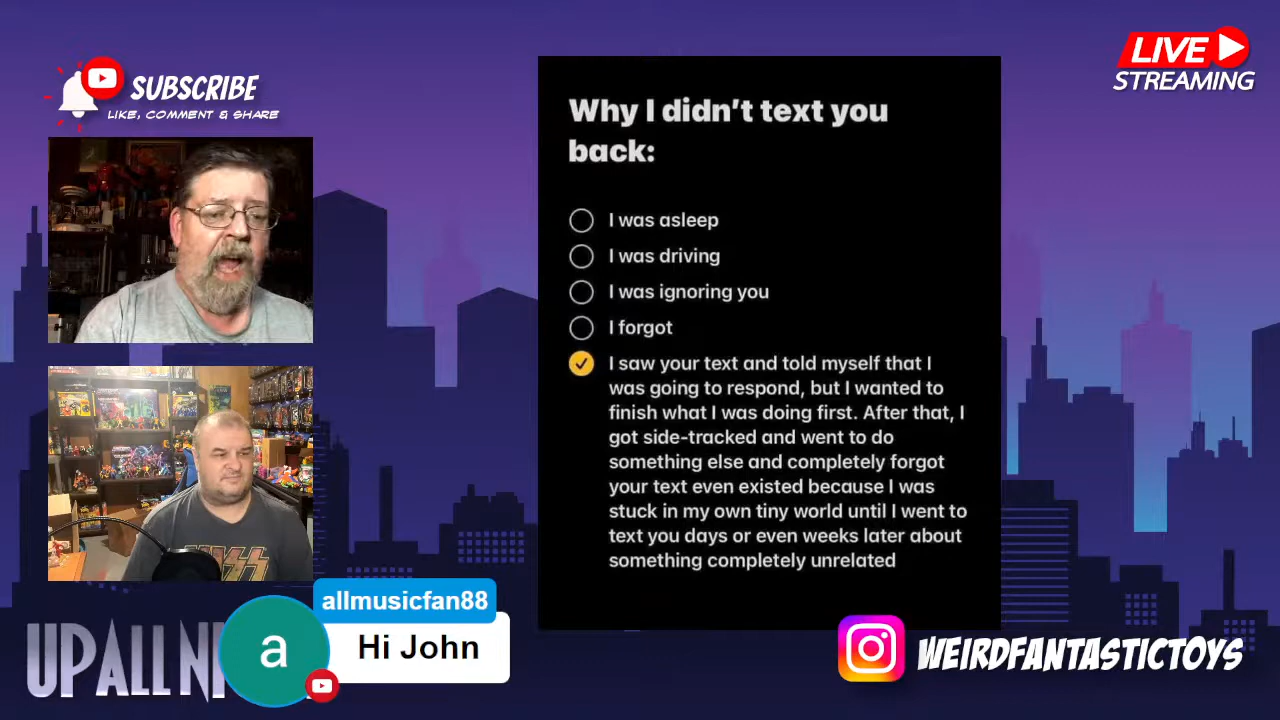 SUBSCRIBE
LIKE, COMMENT & SHARE
LIVE
STREAMING
Why I didn't text you
back:
I was asleep
I was driving
I was ignoring you
I forgot
I saw your text and told myself that I
was going to respond, but I wanted to
finish what I was doing first. After that, I
got side-tracked and went to do
something else and completely forgot
your text even existed because I was
stuck in my own tiny world until I went to
text you days or even weeks later about
something completely unrelated
KISS
allmusicfan88
a
Hi John
UP ALL NI
WEIRDFANTASTICTOYS